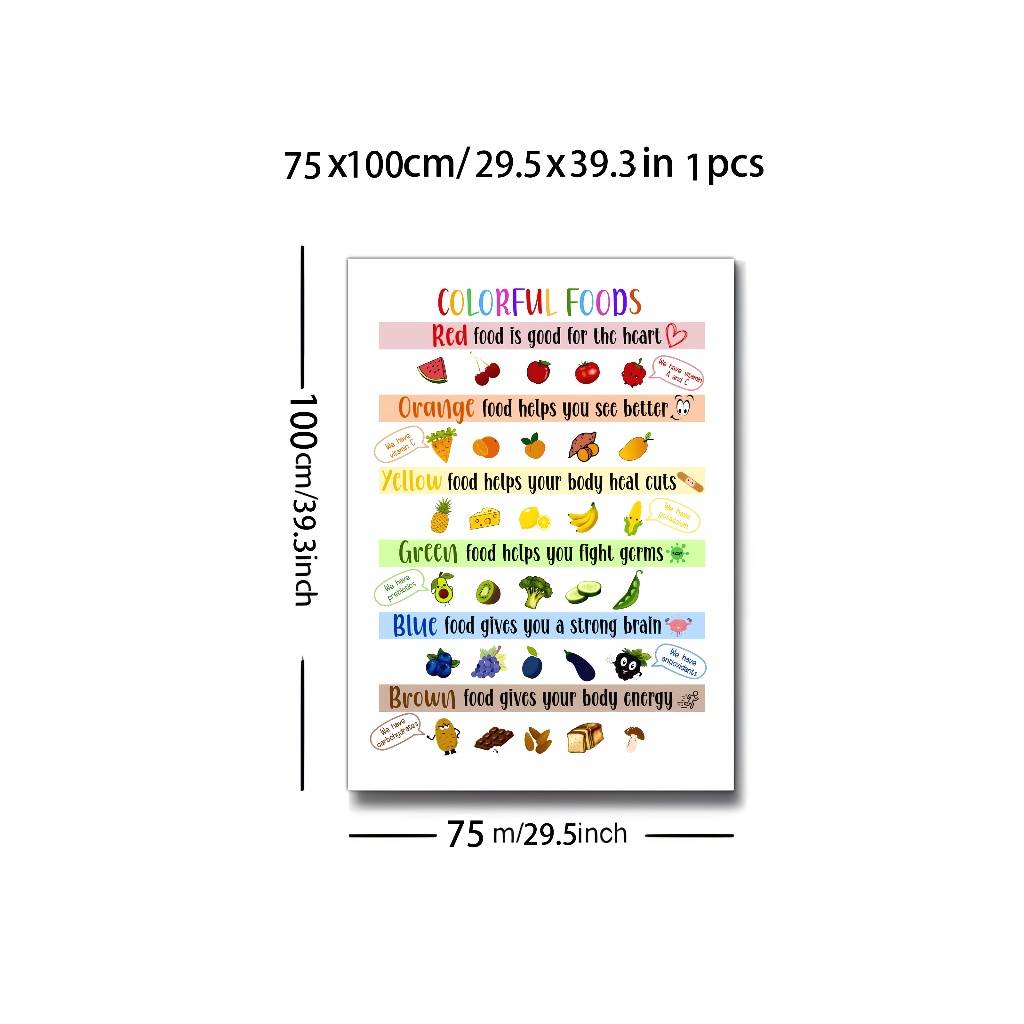 75x100cm/29.5x39.3in 1pcs
COLORFUL FOODS
Red food is good for the heart
We have vitamin
A and C
Orange food helps you see better
We have
vitamin C
Yellow food helps your body heal cuts
We have
potassium
Green food helps you fight germs
We have
prebiotics
Blue food gives you a strong brain
We have
antioxidants
Brown food gives your body energy
We have
carbohydrates
100cm/39.3inch
75 m/29.5inch